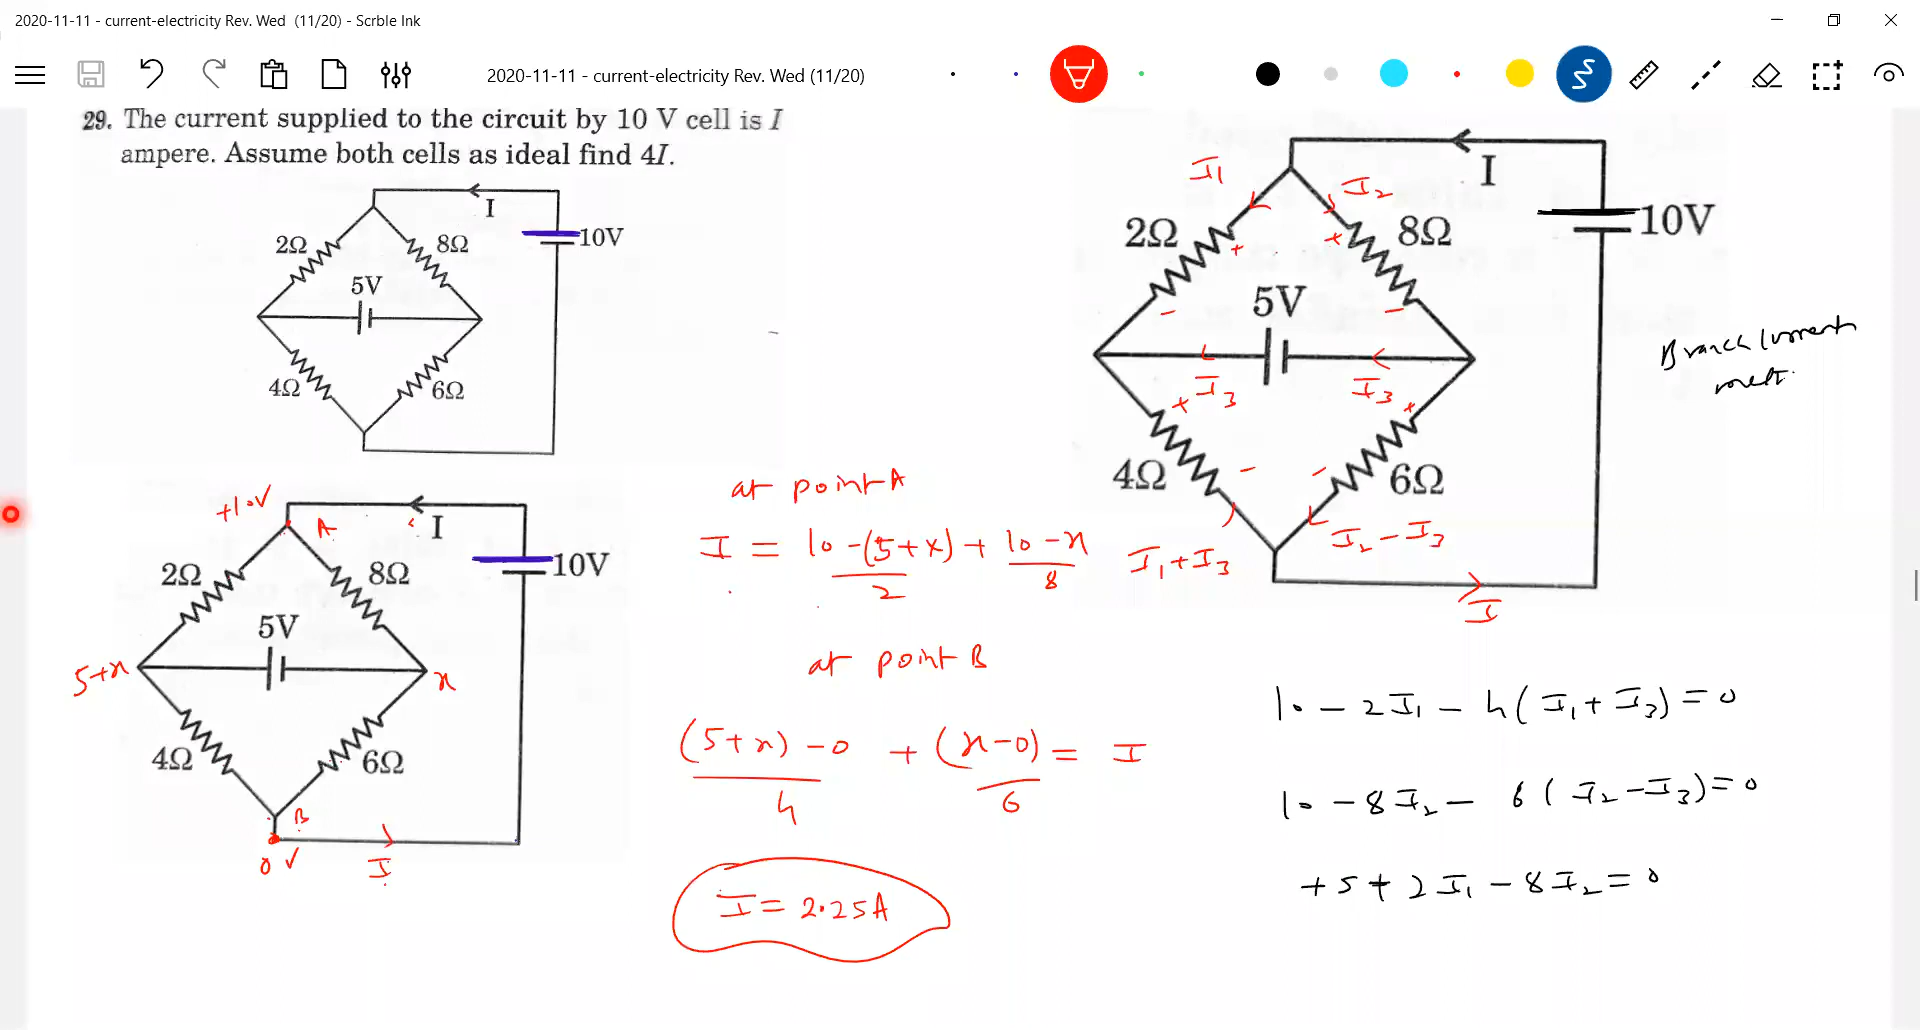 2020-11-11 - current-electricity Rev. Wed (11/20) - Scrble Ink
2020-11-11 - current-electricity Rev. Wed (11/20)
29. The current supplied to the circuit by 10 V cell is I
ampere. Assume both cells as ideal find 4I.
I
2Ω
8Ω
10V
5V
4Ω
6Ω
I1
I2
I
2Ω
8Ω
10V
+
+
5V
-
-
I3
I3
+
+
4Ω
-
-
6Ω
I1+I3
I2-I3
I
Branch
+10V
A
I
2Ω
8Ω
10V
5V
5+x
x
4Ω
6Ω
B
0V
I
at point A
I = 10-(5+x)/2 + 10-x/8
at point B
(5+x)-0/4 + (x-0)/6 = I
I = 2.25A
10-2I1-4(I1+I3)=0
10-8I2-6(I2-I3)=0
+5+2I1-8I2=0